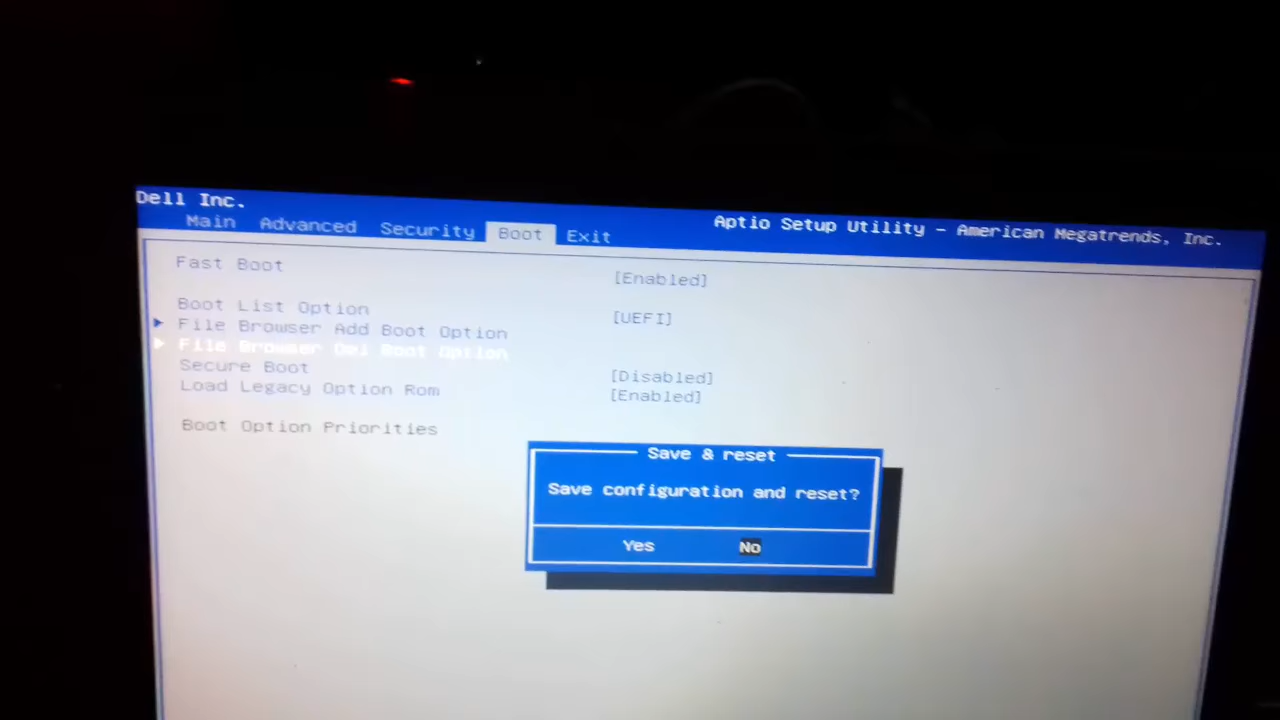 Dell Inc.
Aptio Setup Utility - American Megatrends, Inc.
Main Advanced Security Boot Exit
Fast Boot [Enabled]
Boot List Option [UEFI]
File Browser Add Boot Option
File Browser Del Boot Option
Secure Boot [Disabled]
Load Legacy Option Rom [Enabled]
Boot Option Priorities
Save & reset
Save configuration and reset?
Yes No